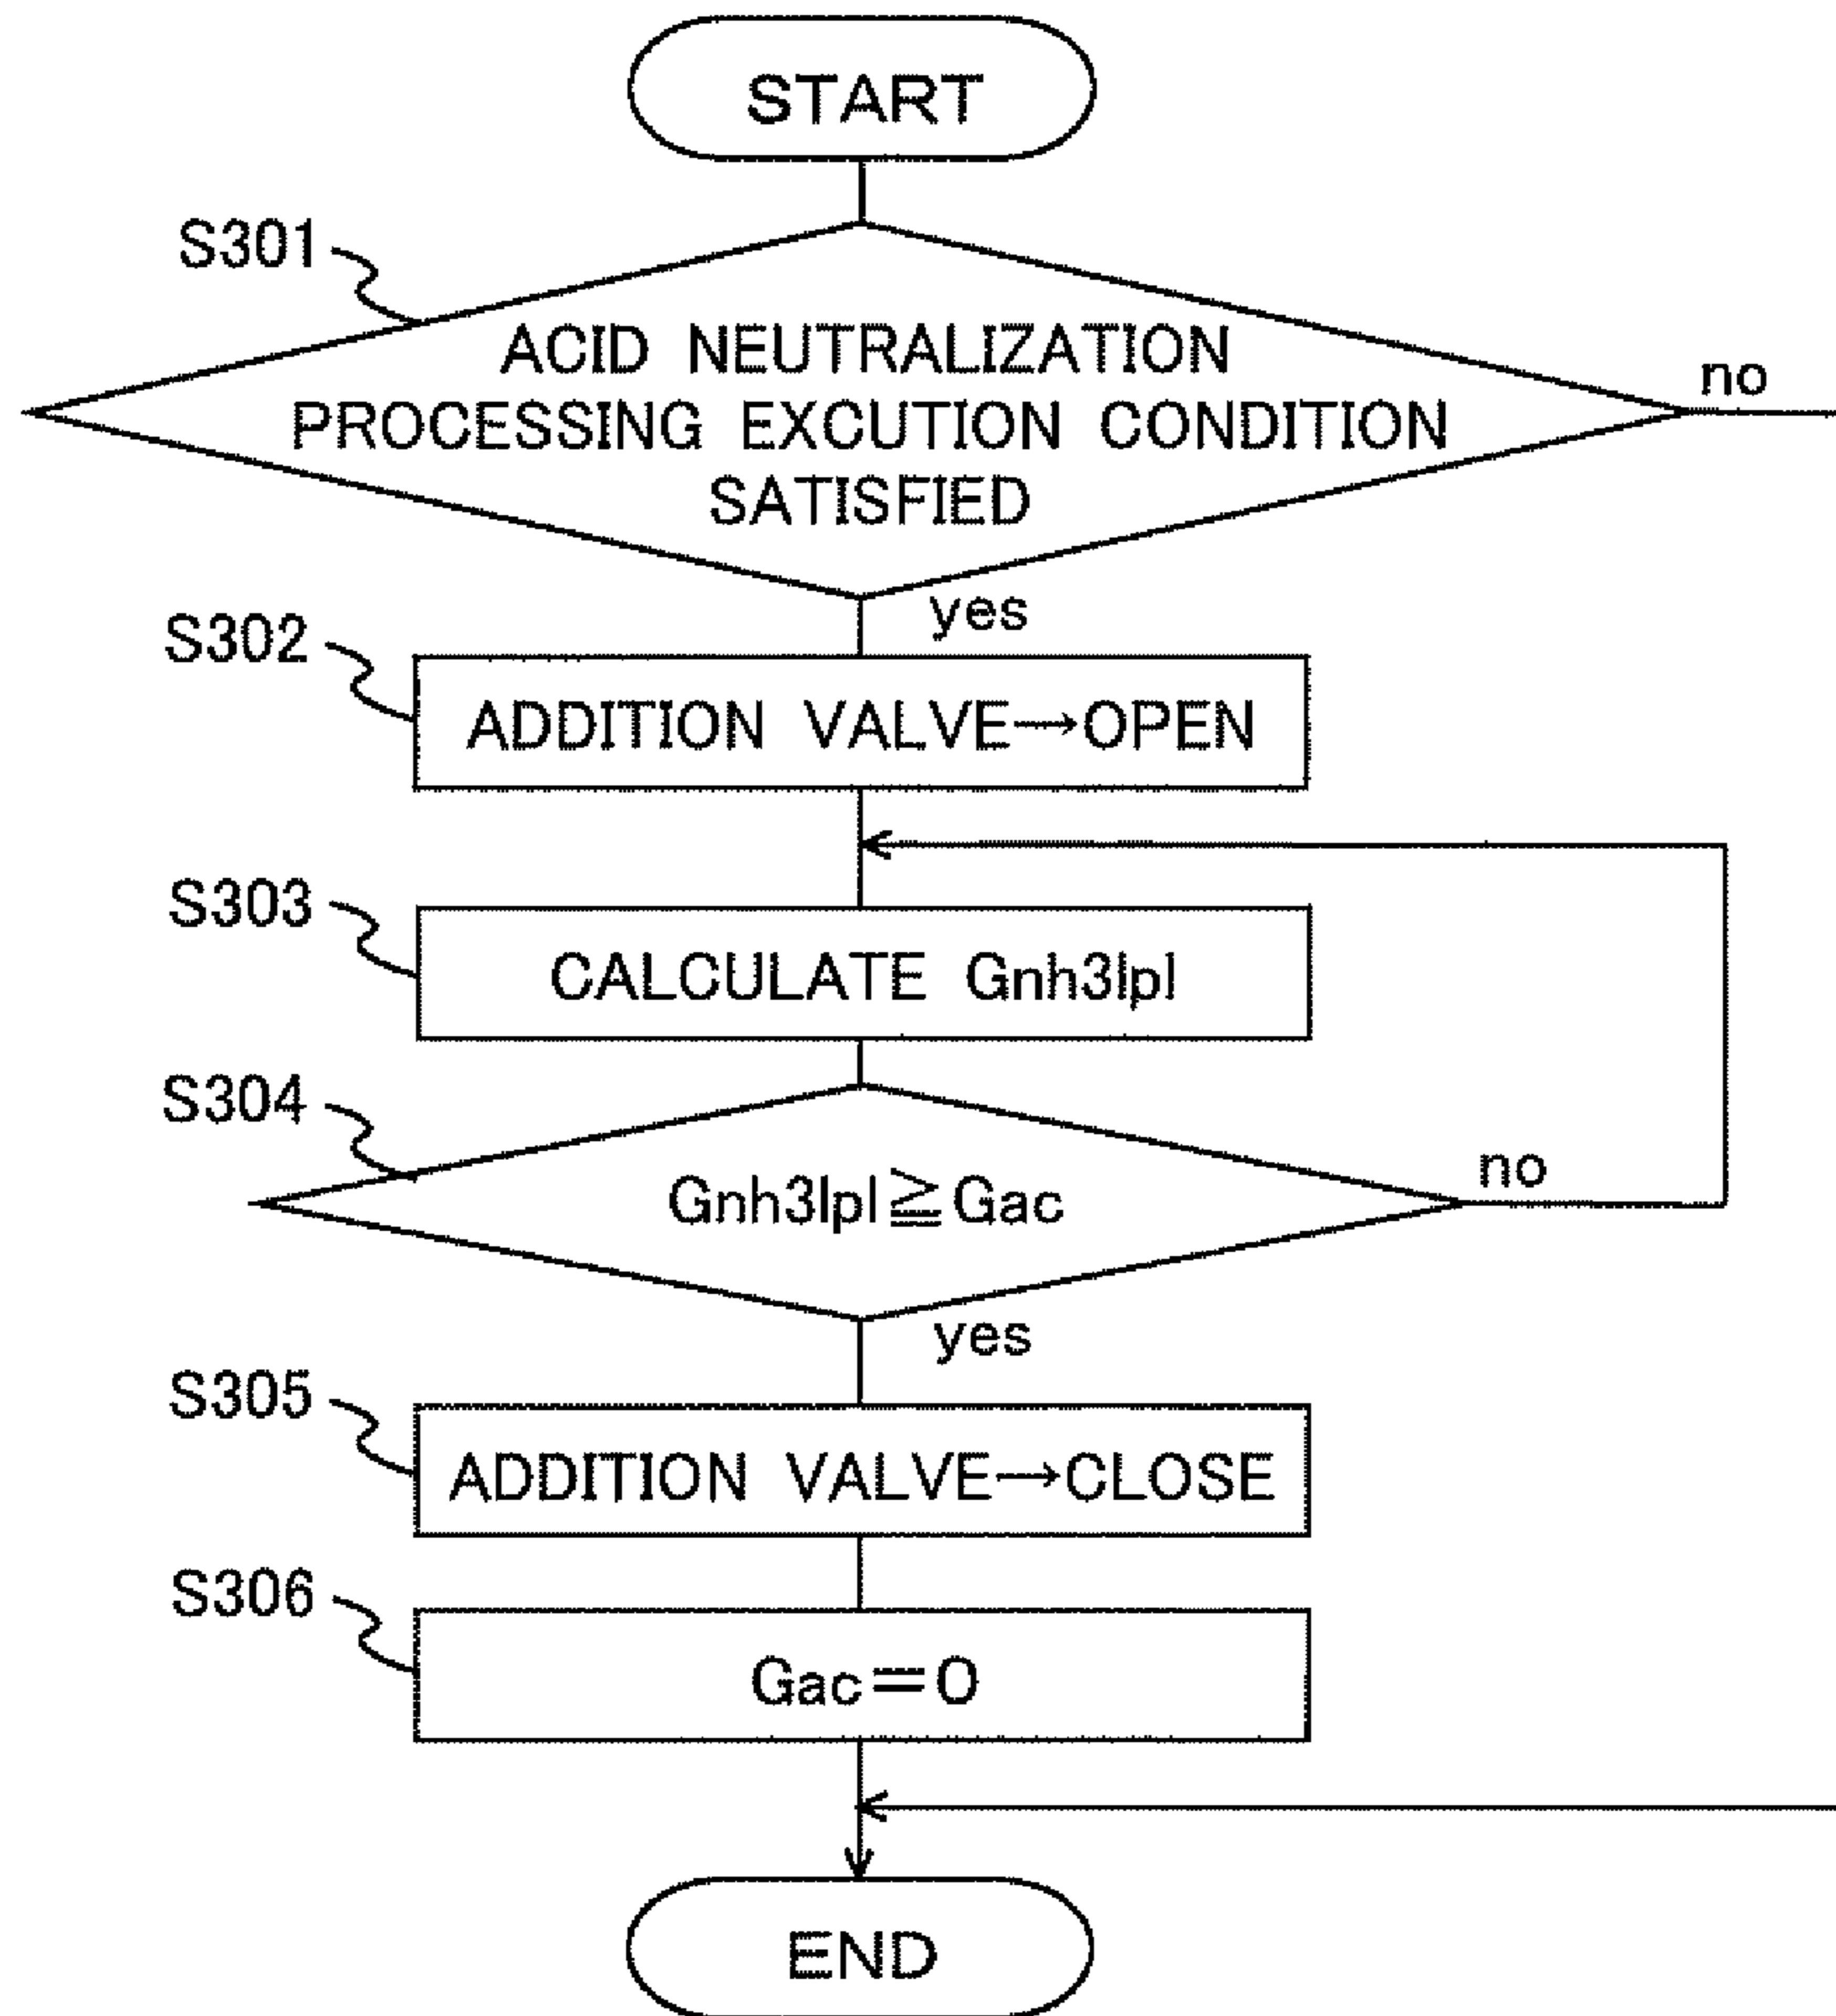 START
S301
ACID NEUTRALIZATION
PROCESSING EXCUTION CONDITION
SATISFIED
no
yes
S302
ADDITION VALVE→OPEN
S303
CALCULATE Gnh3lpl
S304
Gnh3lpl≧Gac
no
yes
S305
ADDITION VALVE→CLOSE
S306
Gac=0
END